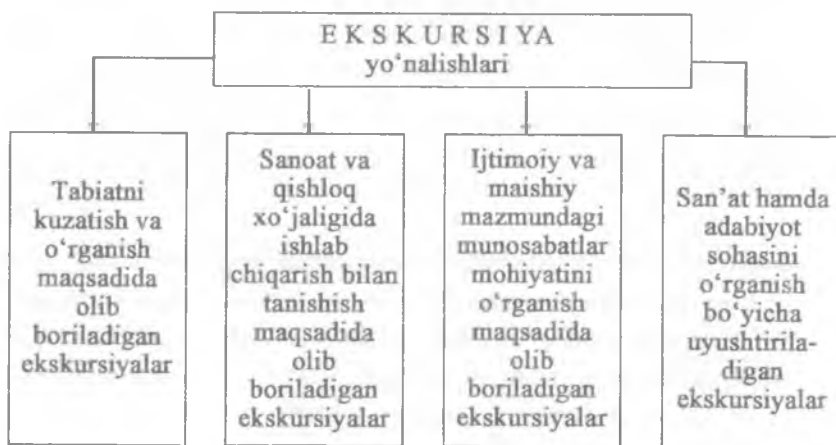 E K S K U R S I YA
yo‘nalishlari
Tabiatni
kuzatish va
o‘rganish
maqsadida
olib
boriladigan
ekskursiyalar
Sanoat va
qishloq
xo‘jaligida
ishlab
chiqarish bilan
tanishish
maqsadida
olib
boriladigan
ekskursiyalar
Ijtimoiy va
maishiy
mazmundagi
munosabatlar
mohiyatini
o‘rganish
maqsadida
olib
boriladigan
ekskursiyalar
San’at hamda
adabiyot
sohasini
o‘rganish
bo‘yicha
uyushtirila-
digan
ekskursiyalar